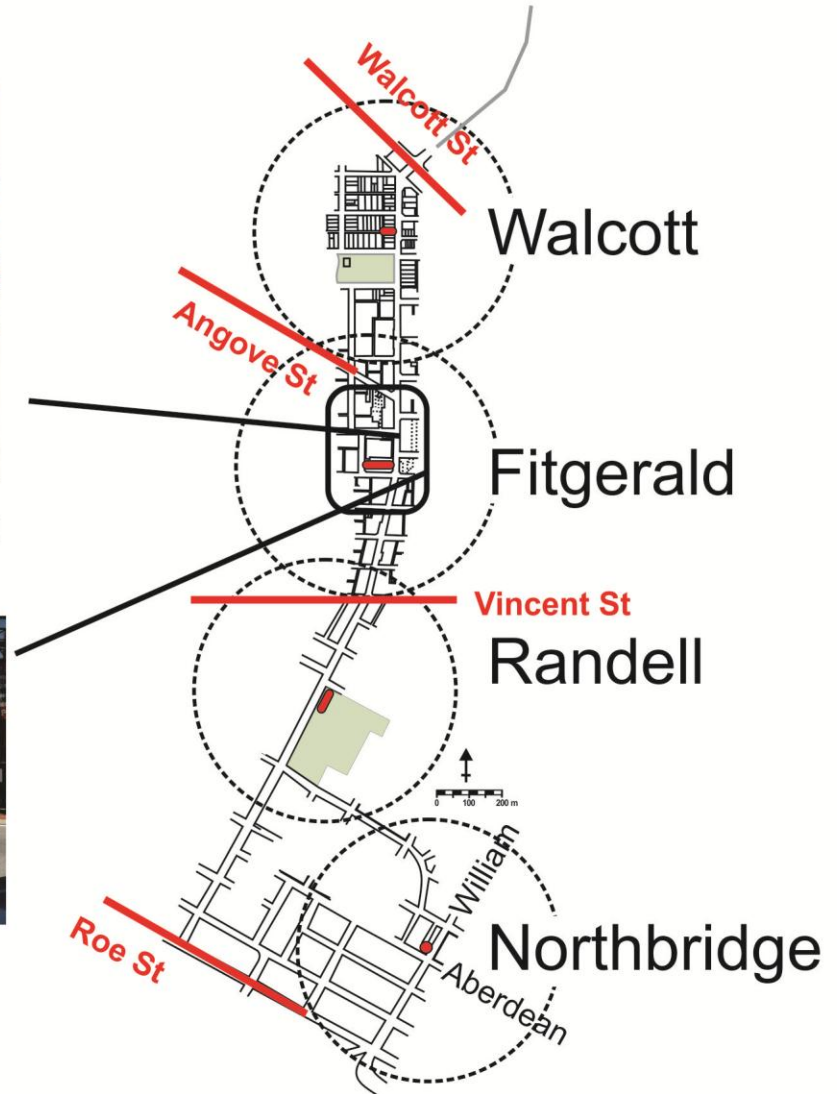 Walcott St
Walcott
Angove St
Fitgerald
Vincent St
Randell
0 100 200 m
William
Northbridge
Roe St
Aberdean